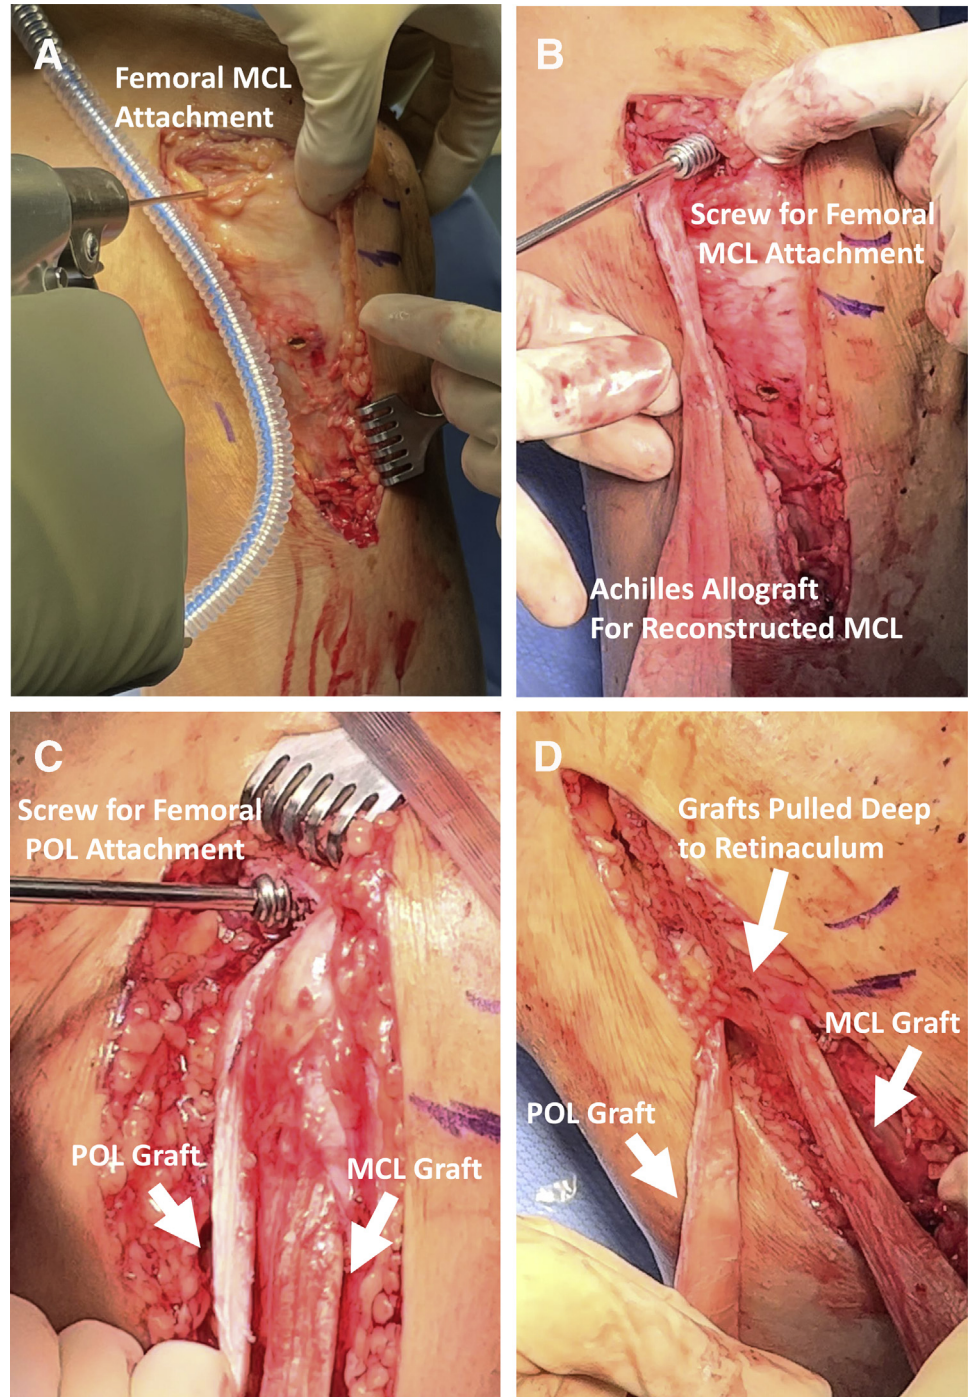 A
Femoral MCL
Attachment
B
Screw for Femoral
MCL Attachment
Achilles Allograft
For Reconstructed MCL
C
Screw for Femoral
POL Attachment
POL Graft
MCL Graft
D
Grafts Pulled Deep
to Retinaculum
MCL Graft
POL Graft